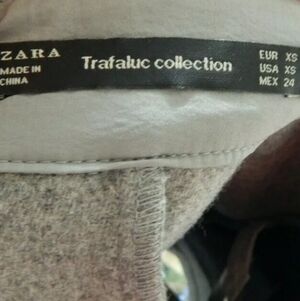 ZARA
MADE IN
CHINA
Trafaluc collection
EUR XS
USA XS
MEX 24